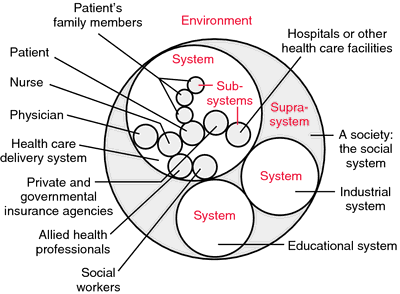 Patient's
family members
Environment
Hospitals or other
health care facilities
Patient
System
Nurse
Sub-
systems
Physician
Supra-
system
Health care
delivery system
A society:
the social
system
Private and
governmental
insurance agencies
System
Industrial
system
Allied health
professionals
System
Educational system
Social
workers